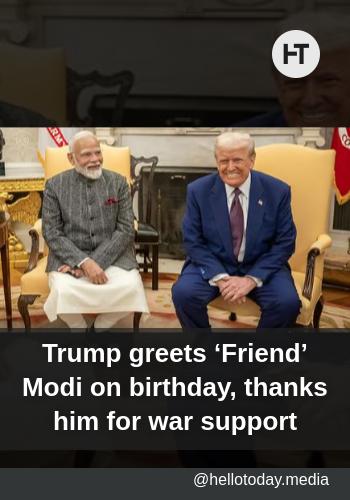 HT
Trump greets ‘Friend’
Modi on birthday, thanks
him for war support
@hellotoday.media